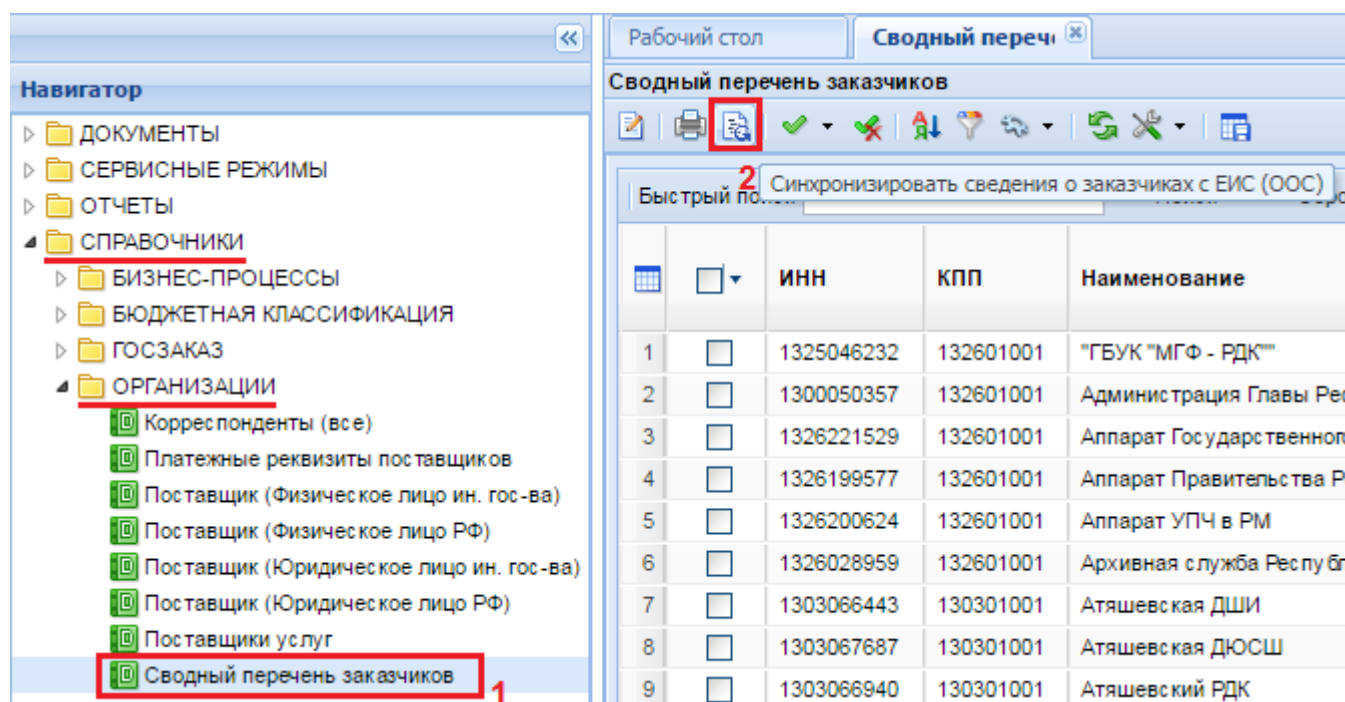 Навигатор
ДОКУМЕНТЫ
СЕРВИСНЫЕ РЕЖИМЫ
ОТЧЕТЫ
СПРАВОЧНИКИ
БИЗНЕС-ПРОЦЕССЫ
БЮДЖЕТНАЯ КЛАССИФИКАЦИЯ
ГОСЗАКАЗ
ОРГАНИЗАЦИИ
Корреспонденты (все)
Платежные реквизиты поставщиков
Поставщик (Физическое лицо ин. гос-ва)
Поставщик (Физическое лицо РФ)
Поставщик (Юридическое лицо ин. гос-ва)
Поставщик (Юридическое лицо РФ)
Поставщики услуг
Сводный перечень заказчиков
1
Рабочий стол Сводный перече
Сводный перечень заказчиков
2 Синхронизировать сведения о заказчиках с ЕИС (ООС)
Быстрый
ИНН КПП Наименование
1 1325046232 132601001 "ГБУК "МГФ - РДК""
2 1300050357 132601001 Администрация Главы Рес
3 1326221529 132601001 Аппарат Государственног
4 1326199577 132601001 Аппарат Правительства Р
5 1326200624 132601001 Аппарат УПЧ в РМ
6 1326028959 132601001 Архивная служба Республ
7 1303066443 130301001 Атяшевская ДШИ
8 1303067687 130301001 Атяшевская ДЮСШ
9 1303066940 130301001 Атяшевский РДК